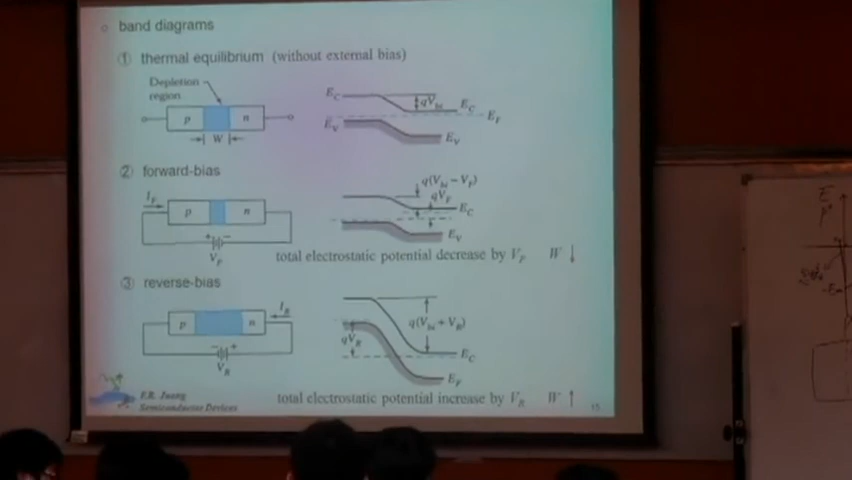 band diagrams
① thermal equilibrium (without external bias)
Depletion
region
p n
W
E_C
qV_bi
E_C
E_F
E_V
E_V
② forward-bias
I_F
p n
+ −
V_F
q(V_bi − V_F)
qV_F
E_C
E_V
total electrostatic potential decrease by V_F W ↓
③ reverse-bias
I_R
p n
− +
V_R
q(V_bi + V_R)
qV_R
E_C
E_F
total electrostatic potential increase by V_R W ↑
F.R. Juang
Semiconductor Devices
15
E